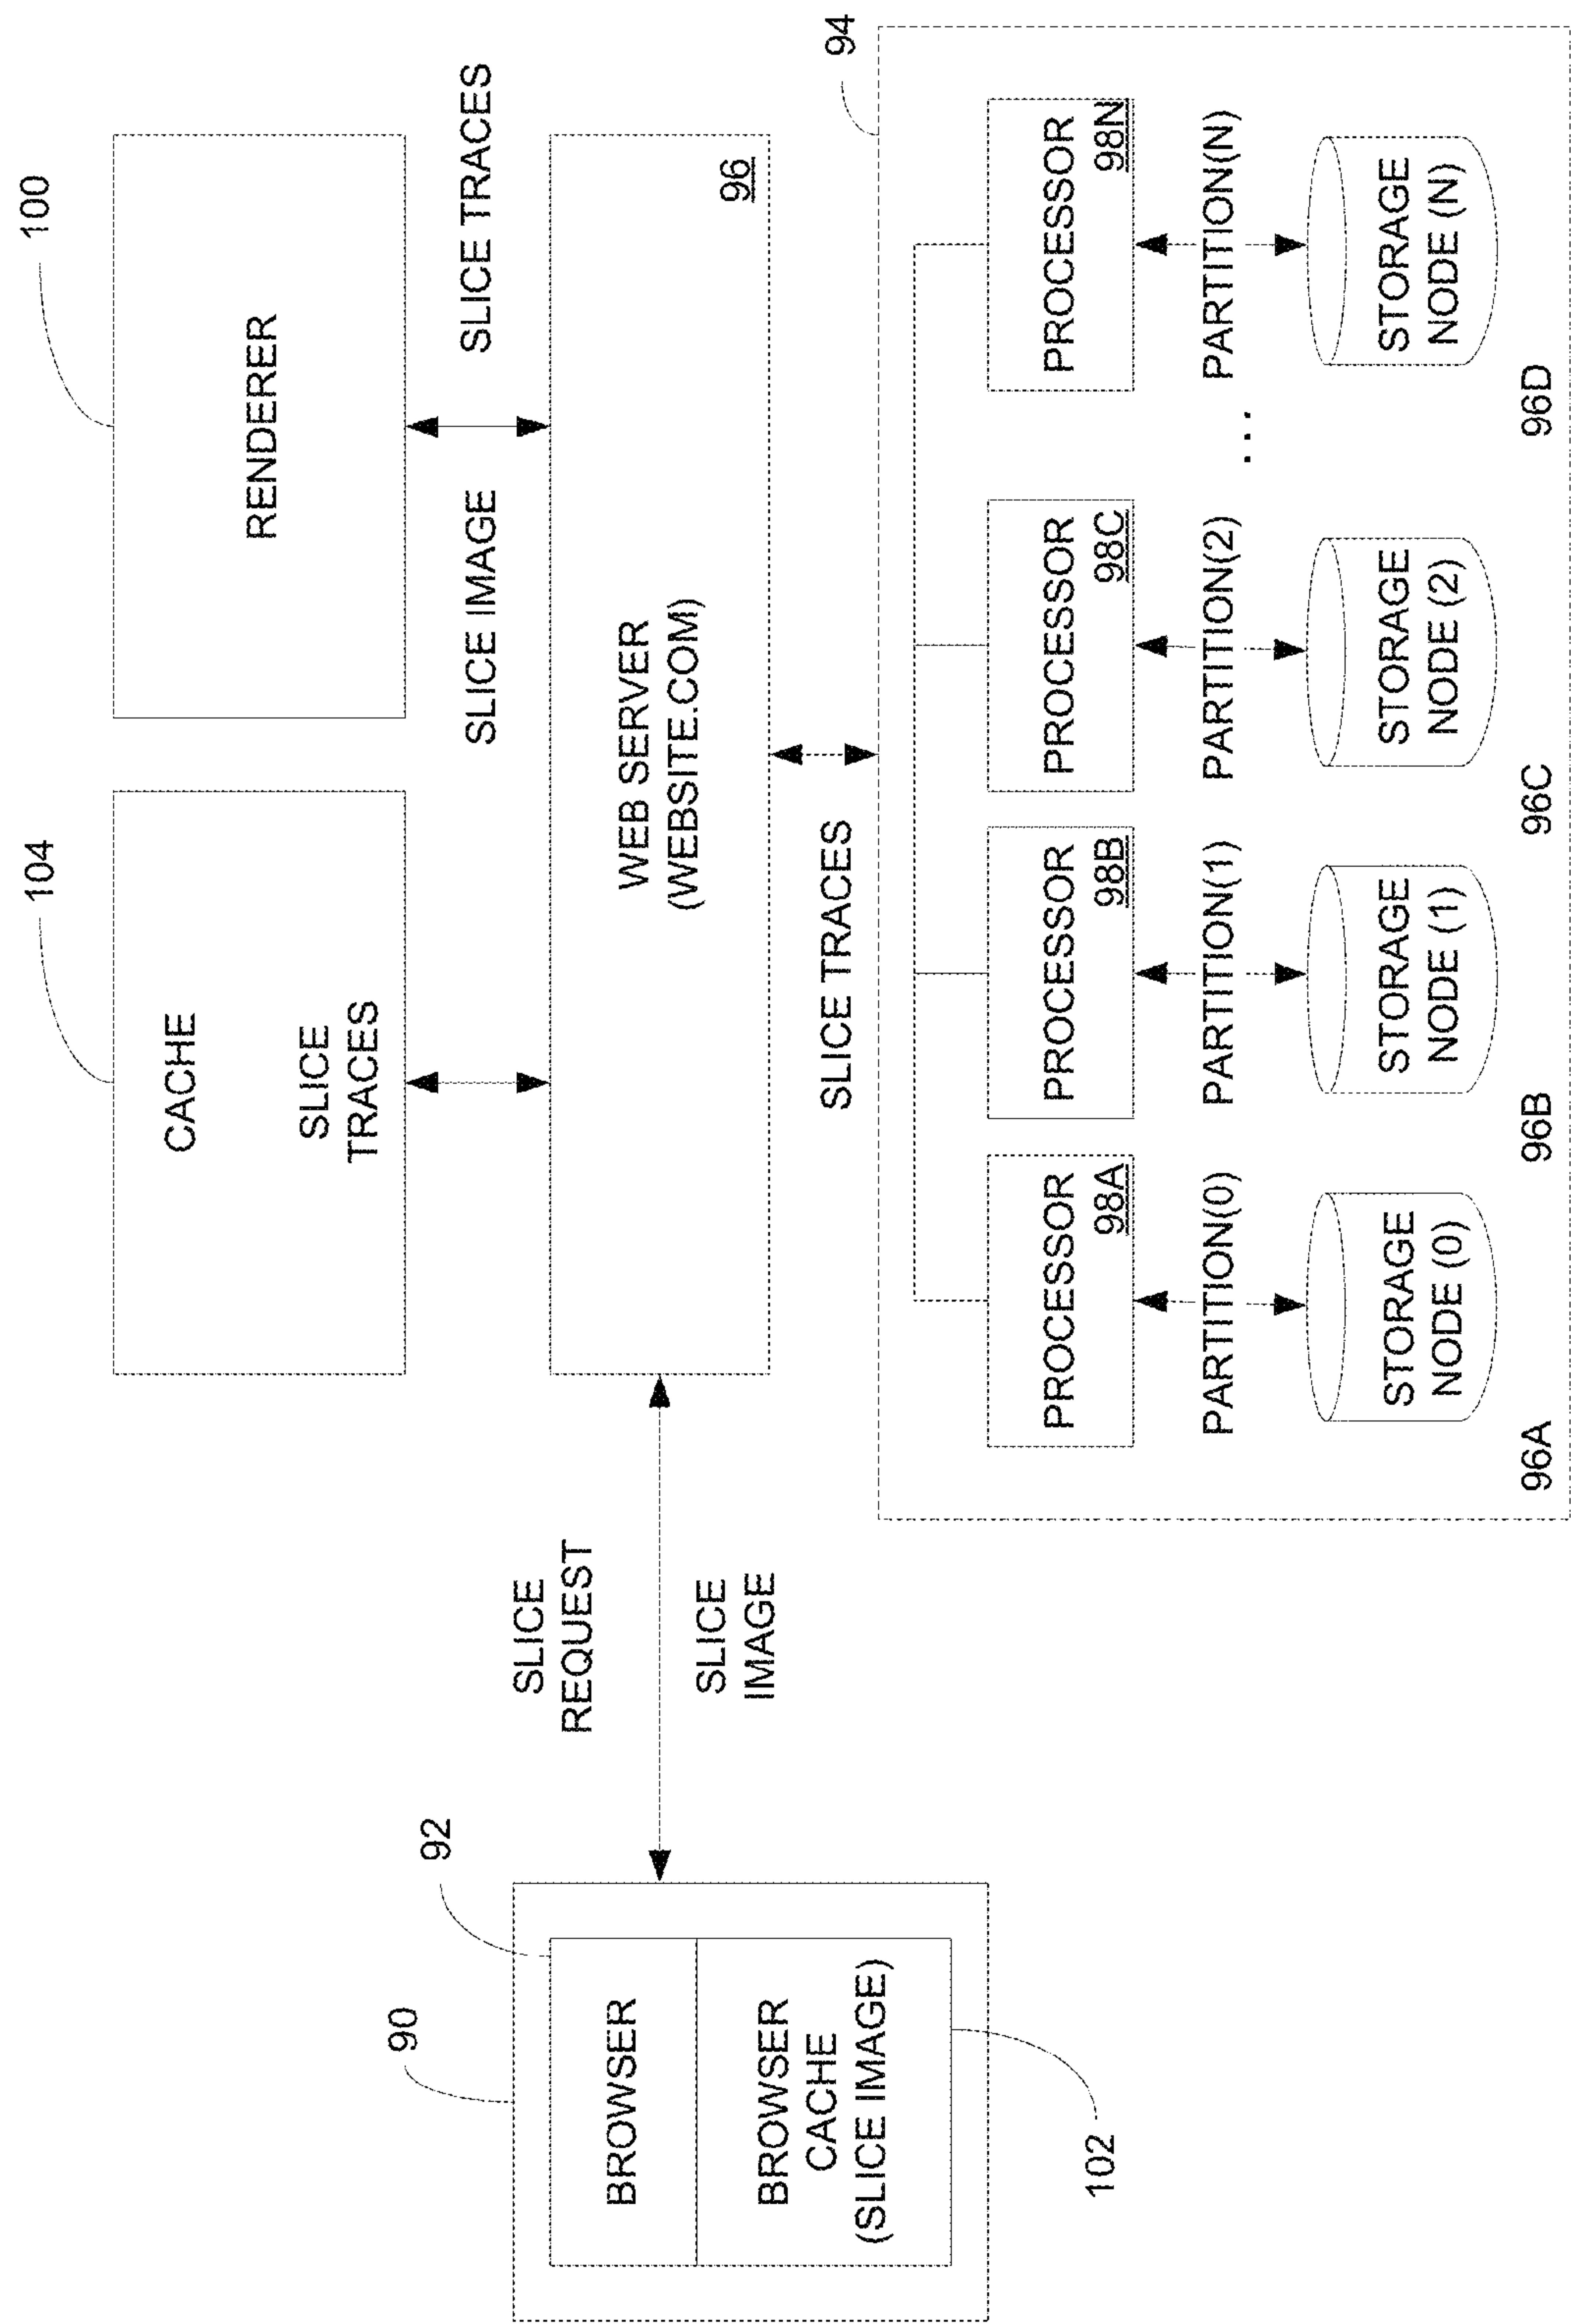 104
CACHE
SLICE
TRACES
100
RENDERER
SLICE IMAGE
SLICE TRACES
90
92
BROWSER
BROWSER
CACHE
(SLICE IMAGE)
102
SLICE
REQUEST
SLICE
IMAGE
WEB SERVER
(WEBSITE.COM)
96
SLICE TRACES
94
PROCESSOR
98A
PROCESSOR
98B
PROCESSOR
98C
PROCESSOR
98N
PARTITION(0)
PARTITION(1)
PARTITION(2)
...
PARTITION(N)
STORAGE
NODE (0)
STORAGE
NODE (1)
STORAGE
NODE (2)
STORAGE
NODE (N)
96A
96B
96C
96D